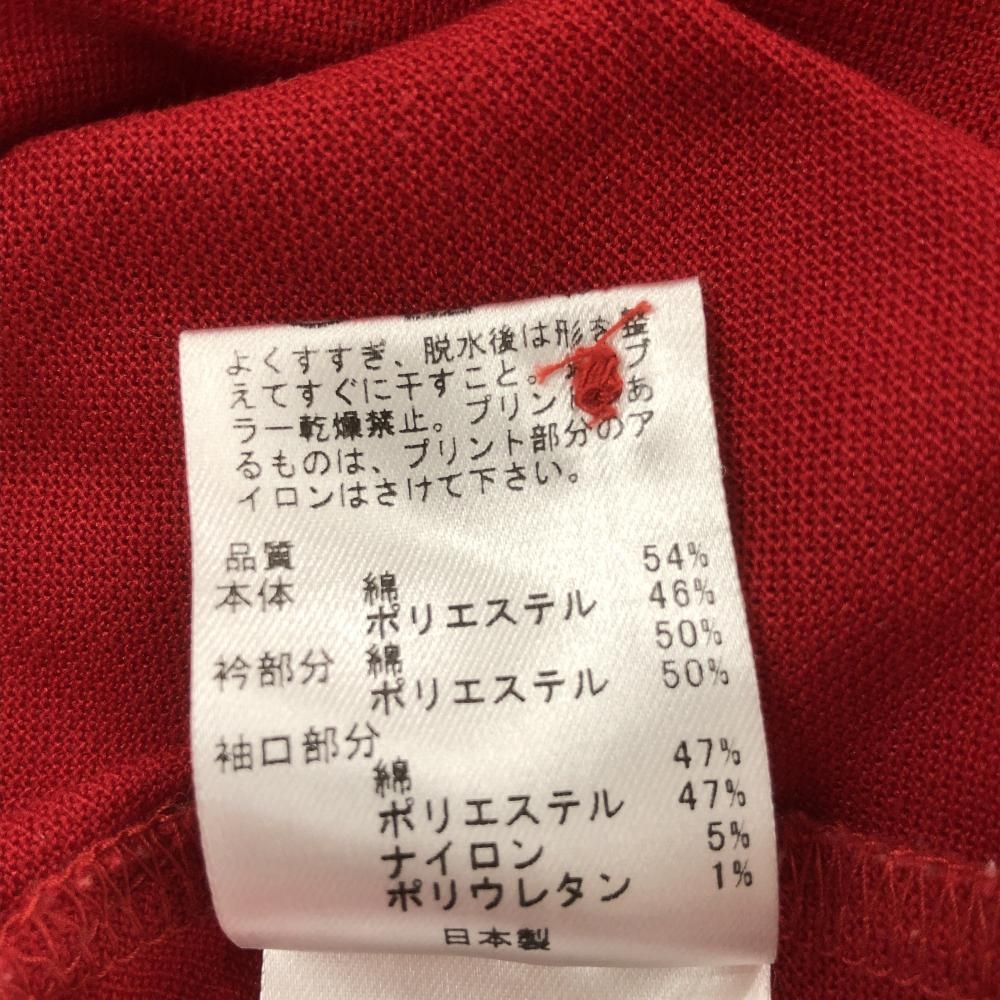 よくすすぎ、脱水後は形を整
えてすぐに干すこと。 ブ
ラー乾燥禁止。プリント あ
るものは、プリント部分のア
イロンはさけて下さい。
品質
本体 綿 54%
ポリエステル 46%
衿部分 綿 50%
ポリエステル 50%
袖口部分
綿 47%
ポリエステル 47%
ナイロン 5%
ポリウレタン 1%
日本製